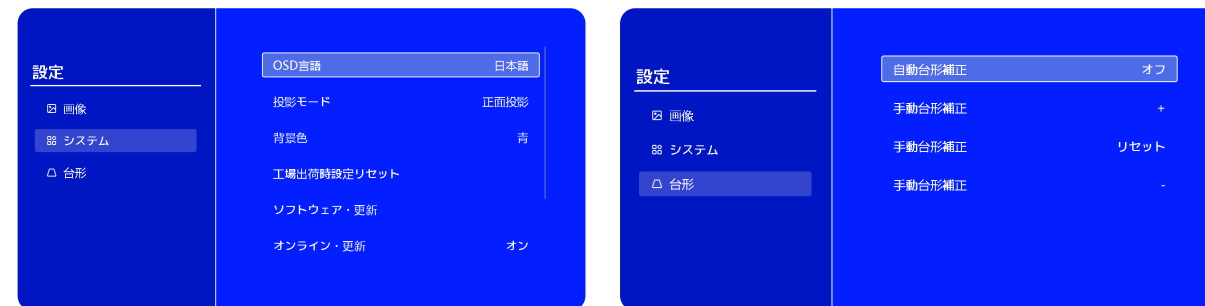 設定
画像
システム
台形
OSD言語 日本語
投影モード 正面投影
背景色 青
工場出荷時設定リセット
ソフトウェア・更新
オンライン・更新 オン
設定
画像
システム
台形
自動台形補正 オフ
手動台形補正 +
手動台形補正 リセット
手動台形補正 -